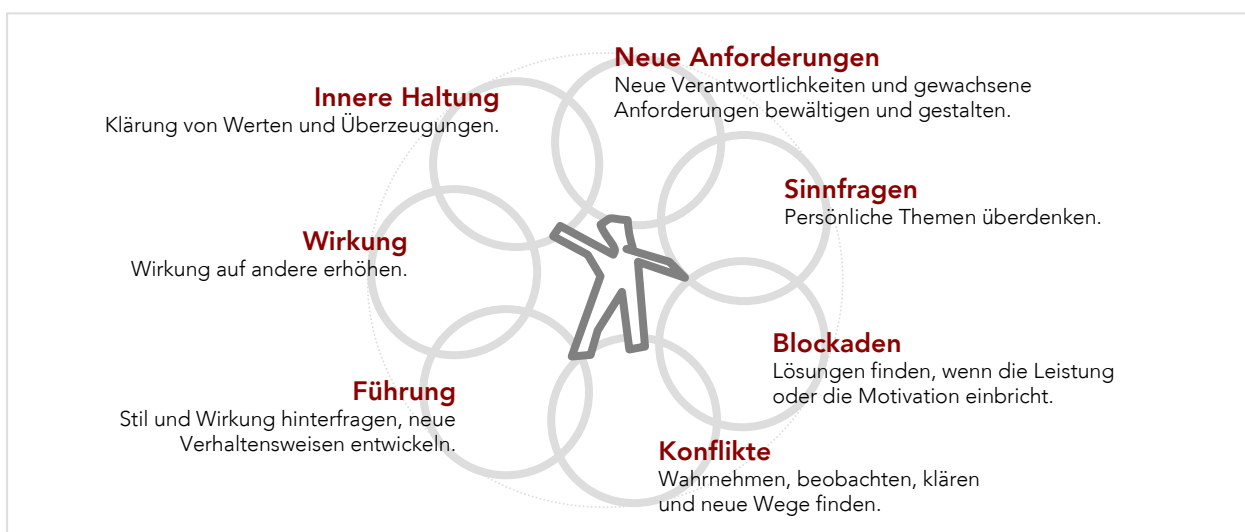 Neue Anforderungen
Neue Verantwortlichkeiten und gewachsene
Anforderungen bewältigen und gestalten.
Innere Haltung
Klärung von Werten und Überzeugungen.
Sinnfragen
Persönliche Themen überdenken.
Wirkung
Wirkung auf andere erhöhen.
Blockaden
Lösungen finden, wenn die Leistung
oder die Motivation einbricht.
Führung
Stil und Wirkung hinterfragen, neue
Verhaltensweisen entwickeln.
Konflikte
Wahrnehmen, beobachten, klären
und neue Wege finden.